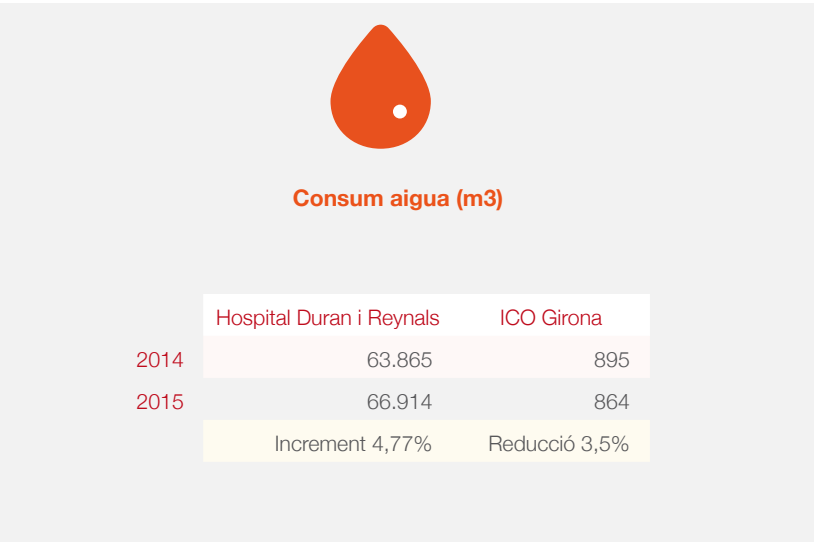 Consum aigua (m3)
Hospital Duran i Reynals ICO Girona
2014 63.865 895
2015 66.914 864
Increment 4,77% Reducció 3,5%